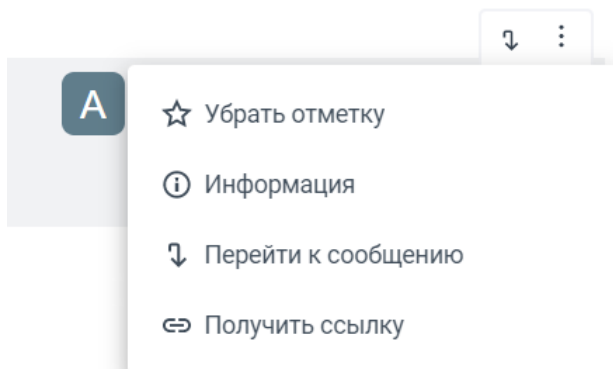 А
Убрать отметку
Информация
Перейти к сообщению
Получить ссылку